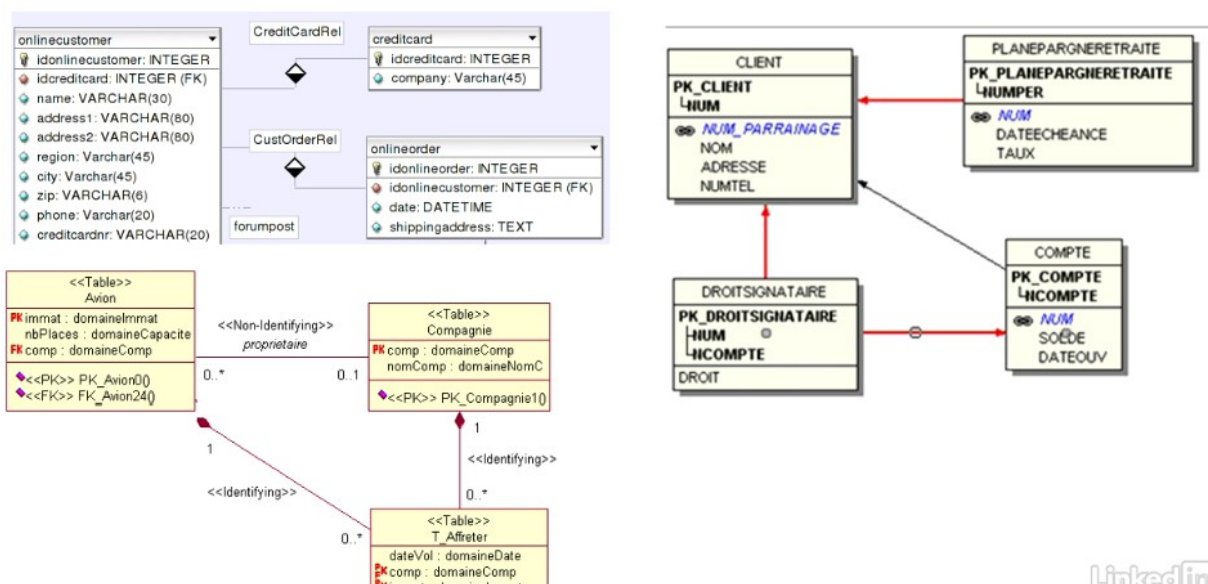 onlinecustomer
idonlinecustomer: INTEGER
idcreditcard: INTEGER (FK)
name: VARCHAR(30)
address1: VARCHAR(80)
address2: VARCHAR(80)
region: Varchar(45)
city: Varchar(45)
zip: VARCHAR(6)
phone: Varchar(20)
creditcardnr: VARCHAR(20)
CreditCardRel
creditcard
idcreditcard: INTEGER
company: Varchar(45)
CustOrderRel
onlineorder
idonlineorder: INTEGER
idonlinecustomer: INTEGER (FK)
date: DATETIME
shippingaddress: TEXT
forumpost
CLIENT
PK_CLIENT
NUM
NUM_PARRAINAGE
NOM
ADRESSE
NUMTEL
PLANEPARGNERETRAITE
PK_PLANEPARGNERETRAITE
NUMPER
NUM
DATEECHEANCE
TAUX
COMPTE
PK_COMPTE
NCOMPTE
NUM
SOLDE
DATEOUV
DROITSIGNATAIRE
PK_DROITSIGNATAIRE
NUM
NCOMPTE
DROIT
<<Table>>
Avion
PK immat : domaineImmat
nbPlaces : domaineCapacite
FK comp : domaineComp
<<PK>> PK_Avion0()
<<FK>> FK_Avion24()
<<Non-Identifying>>
proprietaire
0..*
0..1
<<Table>>
Compagnie
PK comp : domaineComp
nomComp : domaineNomC
<<PK>> PK_Compagnie1()
1
<<Identifying>>
0..*
1
<<Identifying>>
0..*
<<Table>>
T_Affreter
dateVol : domaineDate
comp : domaineComp
Linked in